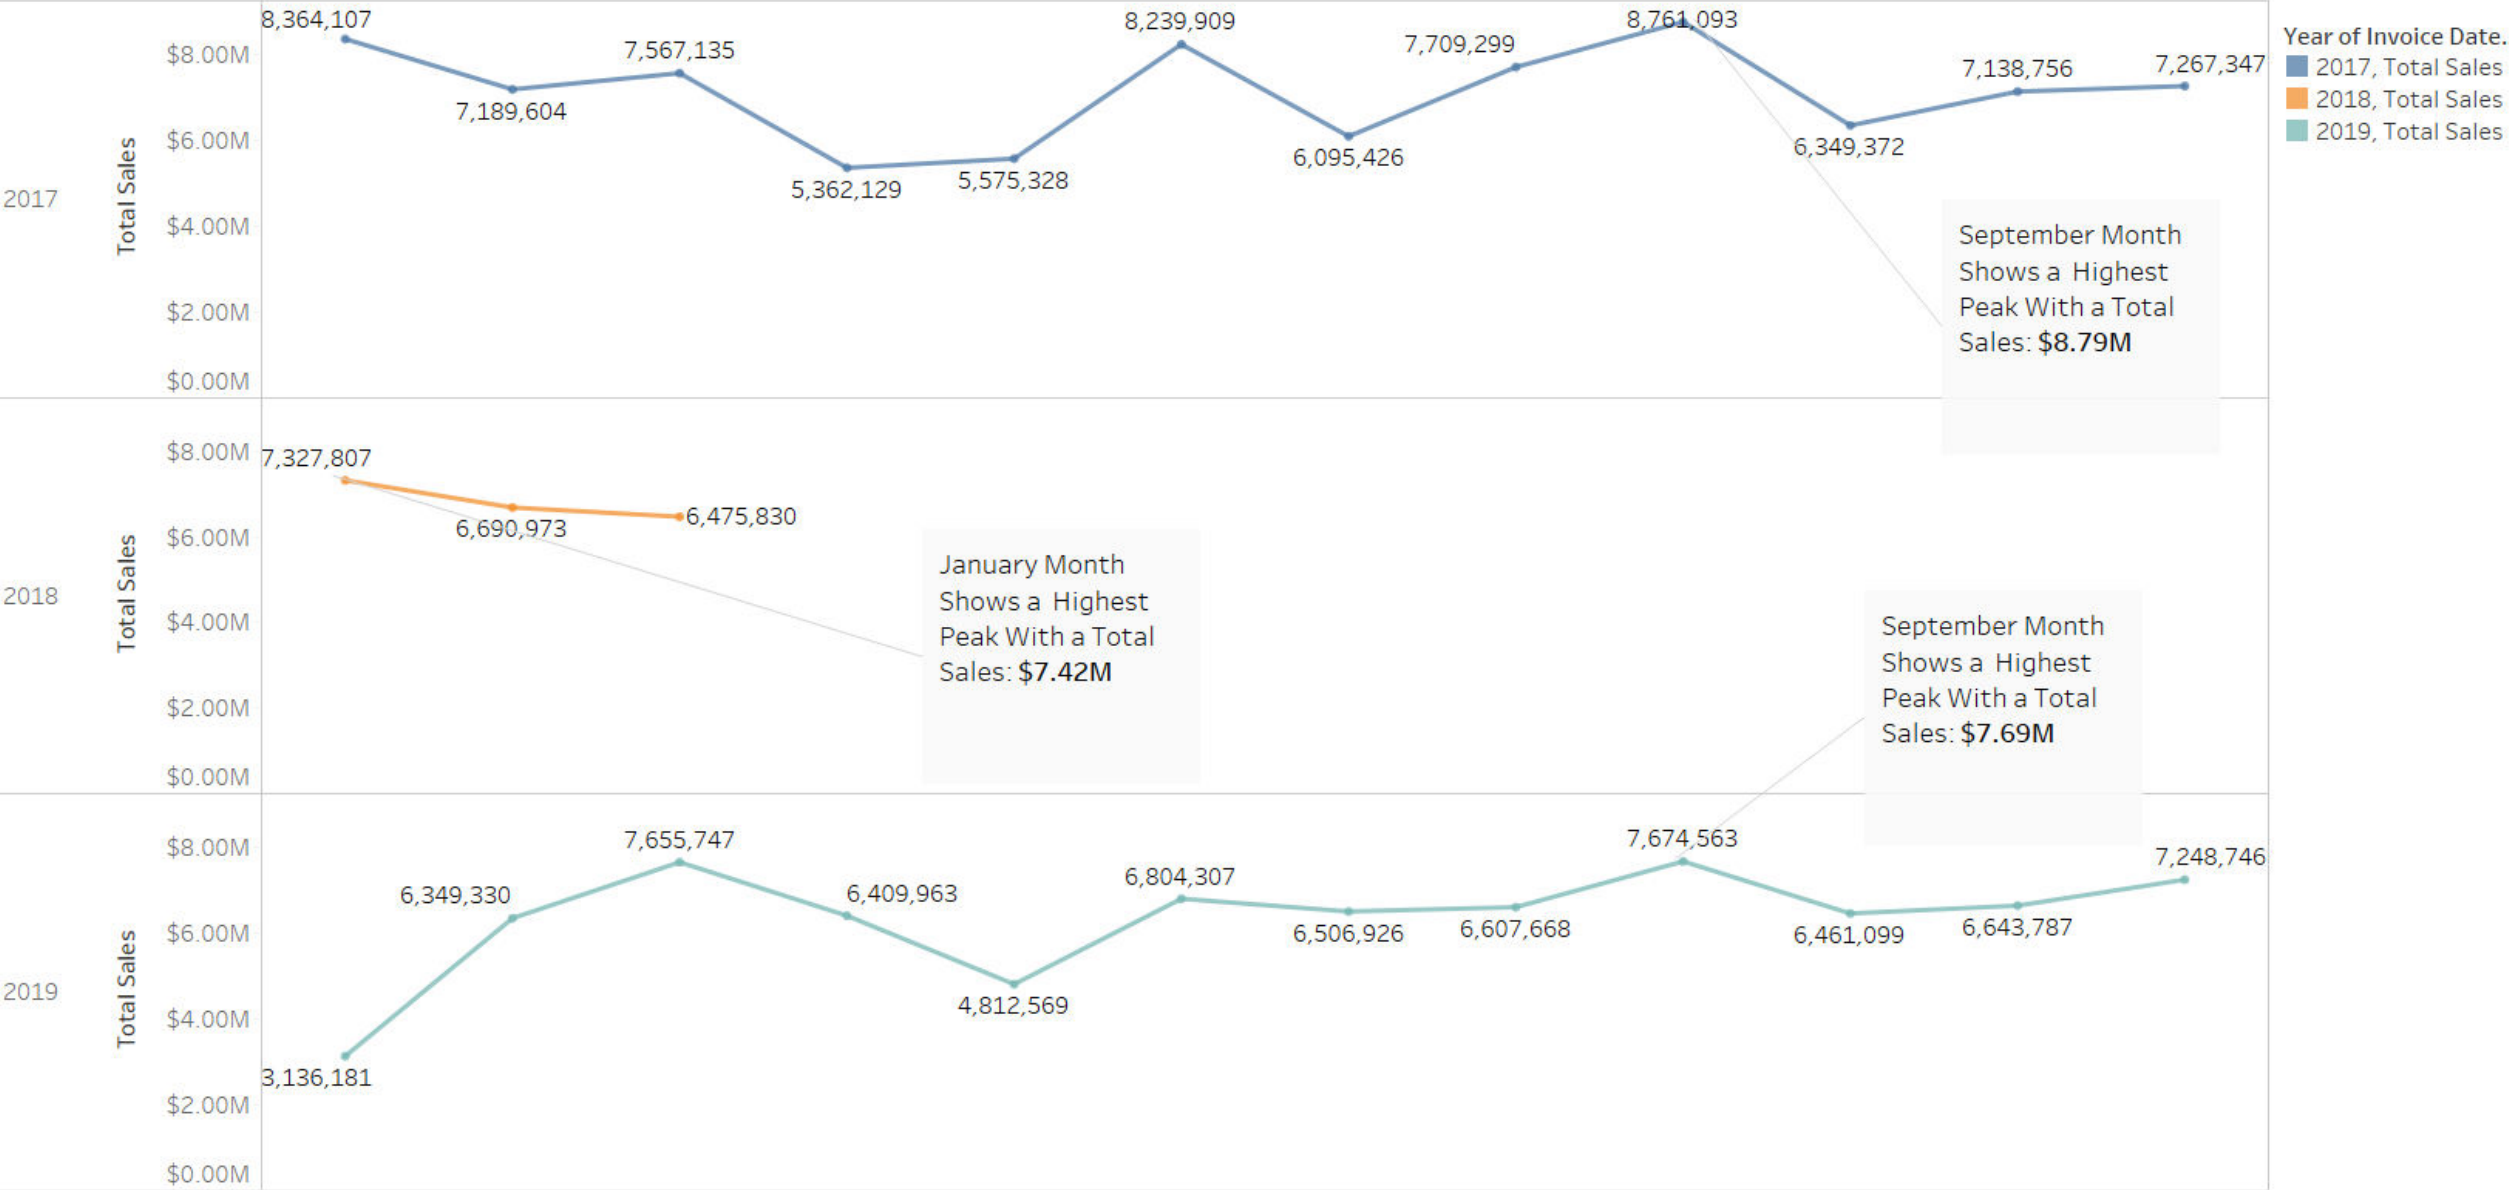 8,364,107
8,239,909
8,761,093
7,567,135
7,709,299
7,138,756
7,267,347
7,189,604
6,095,426
6,349,372
5,362,129
5,575,328
$8.00M
$6.00M
$4.00M
$2.00M
$0.00M
Total Sales
2017
September Month
Shows a  Highest
Peak With a Total
Sales: $8.79M
Year of Invoice Date.
2017, Total Sales
2018, Total Sales
2019, Total Sales
$8.00M
$6.00M
$4.00M
$2.00M
$0.00M
Total Sales
2018
7,327,807
6,690,973
6,475,830
January Month
Shows a  Highest
Peak With a Total
Sales: $7.42M
September Month
Shows a  Highest
Peak With a Total
Sales: $7.69M
$8.00M
$6.00M
$4.00M
$2.00M
$0.00M
Total Sales
2019
3,136,181
6,349,330
7,655,747
6,409,963
4,812,569
6,804,307
6,506,926
6,607,668
7,674,563
6,461,099
6,643,787
7,248,746